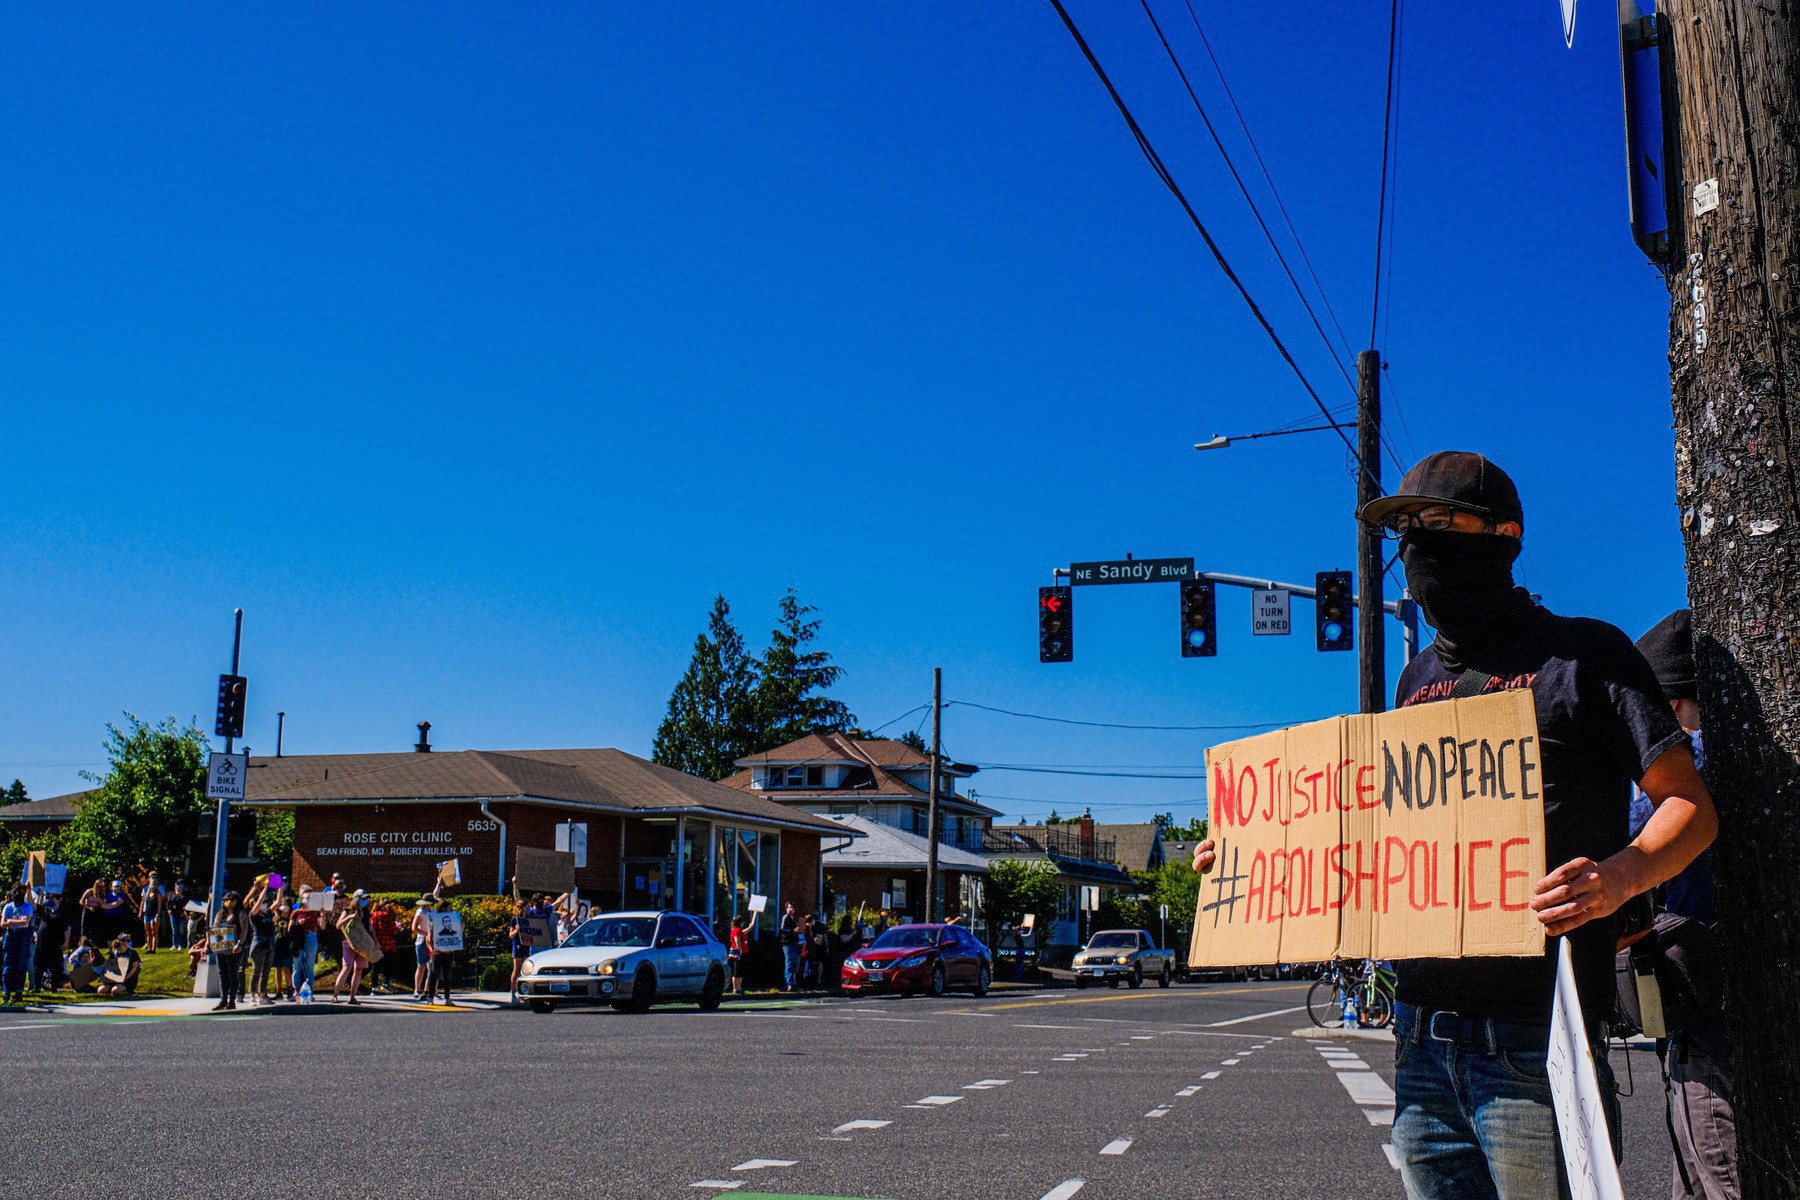 NE Sandy Blvd
NO
TURN
ON RED
BIKE
SIGNAL
5635
ROSE CITY CLINIC
SEAN FRIEND, MD ROBERT MULLEN, MD
NO JUSTICE NO PEACE
#ABOLISHPOLICE